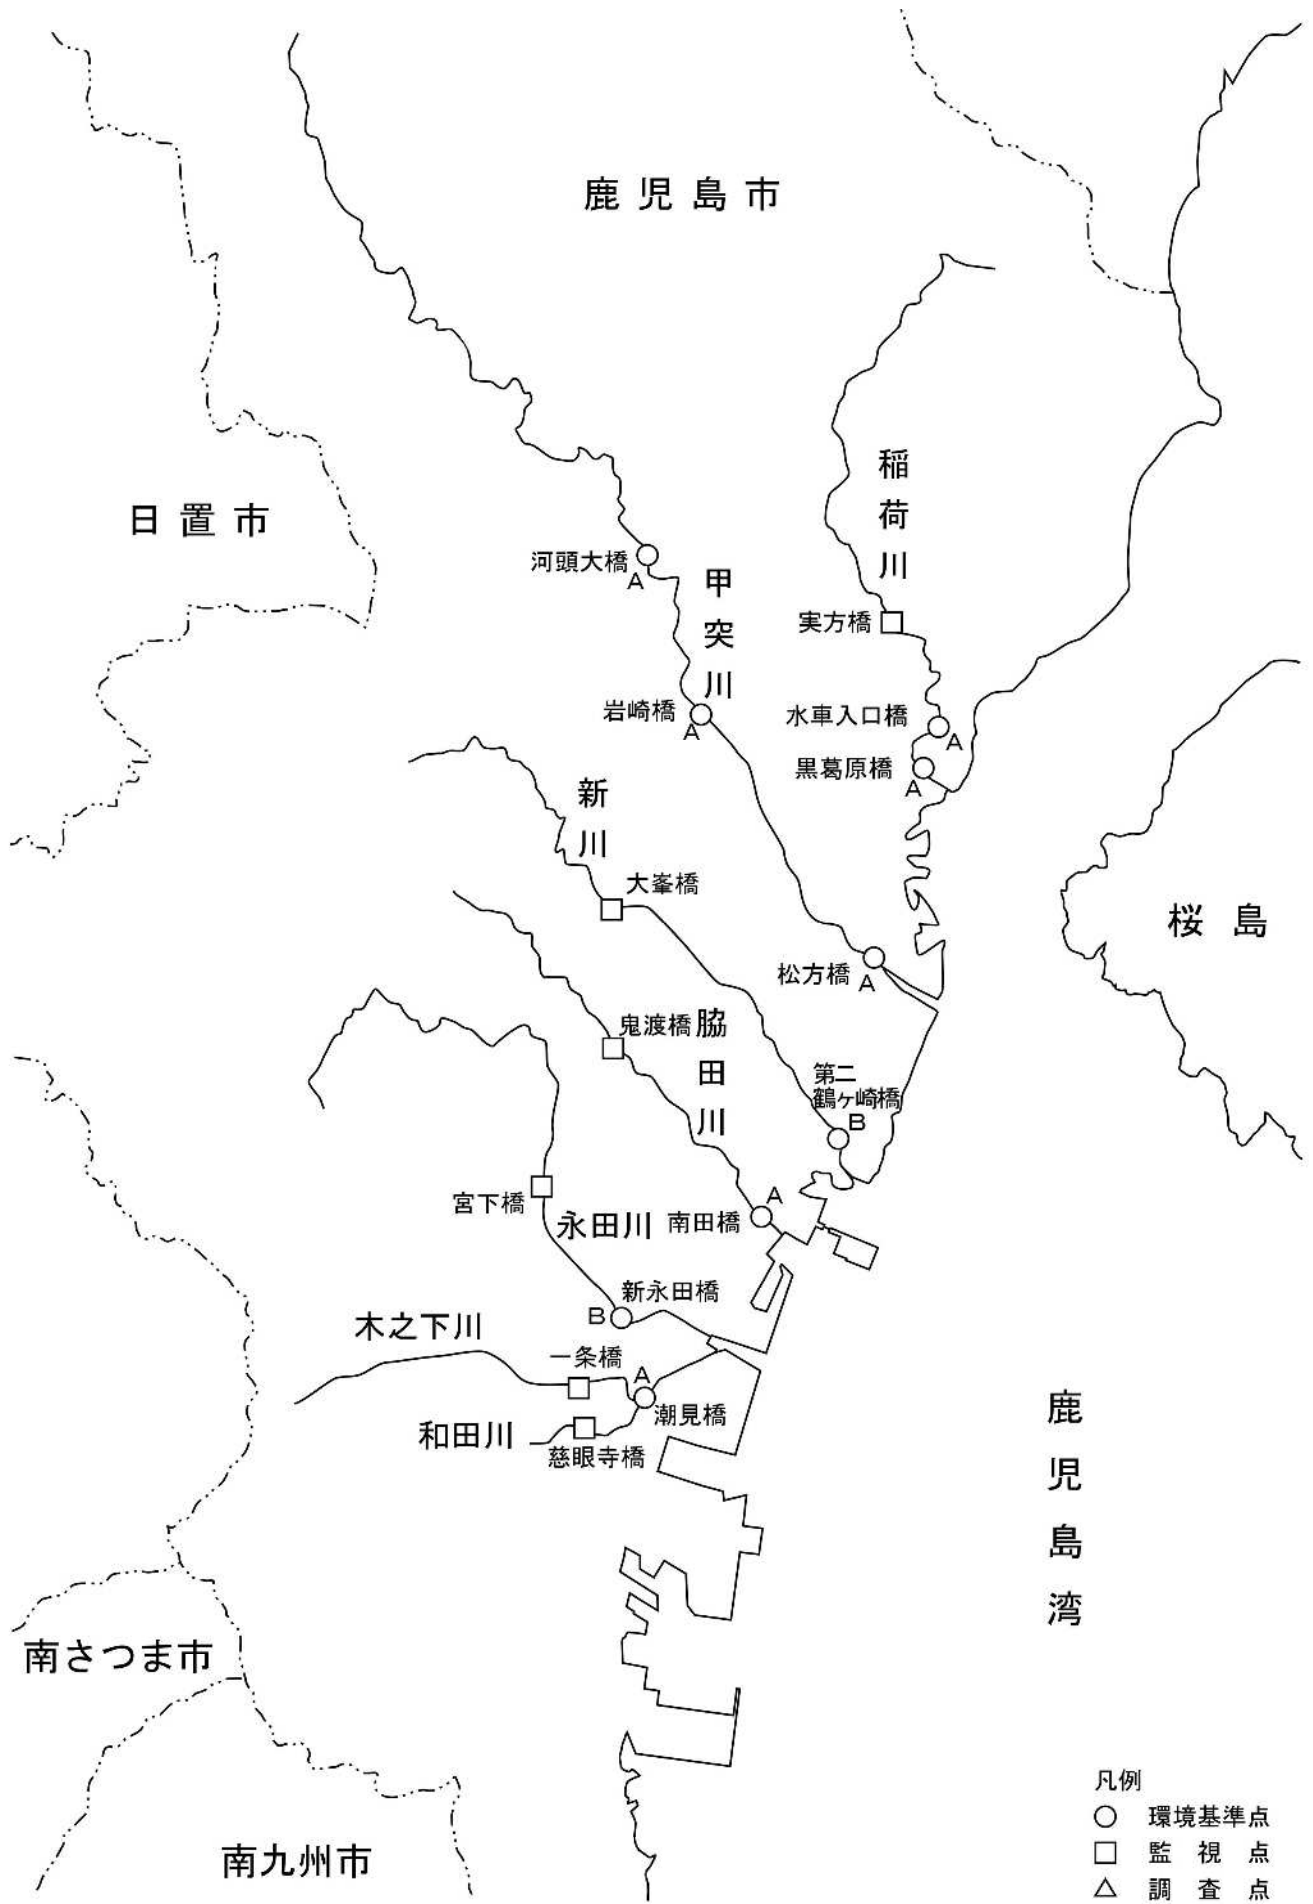 鹿児島市
稲荷川
日置市
河頭大橋
A
甲突川
実方橋
岩崎橋
A
水車入口橋
A
黒葛原橋
A
新川
大峯橋
桜島
松方橋
A
鬼渡橋
脇田川
第二
鶴ヶ崎橋
B
宮下橋
永田川
南田橋
A
新永田橋
B
木之下川
一条橋
A
潮見橋
和田川
慈眼寺橋
鹿児島湾
南さつま市
南九州市
凡例
○ 環境基準点
□ 監視点
△ 調査点